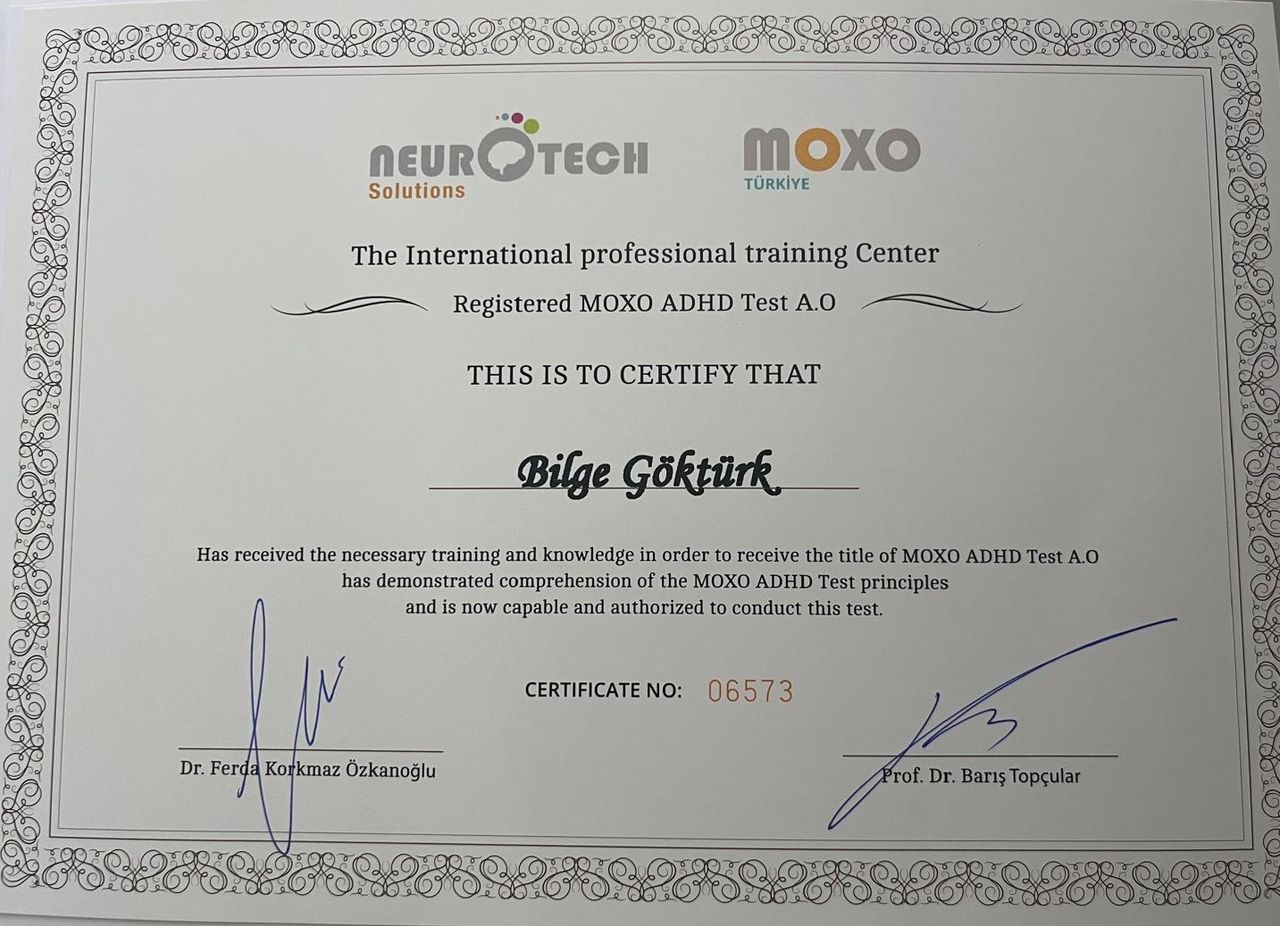 NEUROTECH
Solutions
MOXO
TÜRKİYE
The International professional training Center
Registered MOXO ADHD Test A.O
THIS IS TO CERTIFY THAT
Bilge Göktürk
Has received the necessary training and knowledge in order to receive the title of MOXO ADHD Test A.O
has demonstrated comprehension of the MOXO ADHD Test principles
and is now capable and authorized to conduct this test.
CERTIFICATE NO: 06573
Dr. Ferda Korkmaz Özkanoğlu
Prof. Dr. Barış Topçular